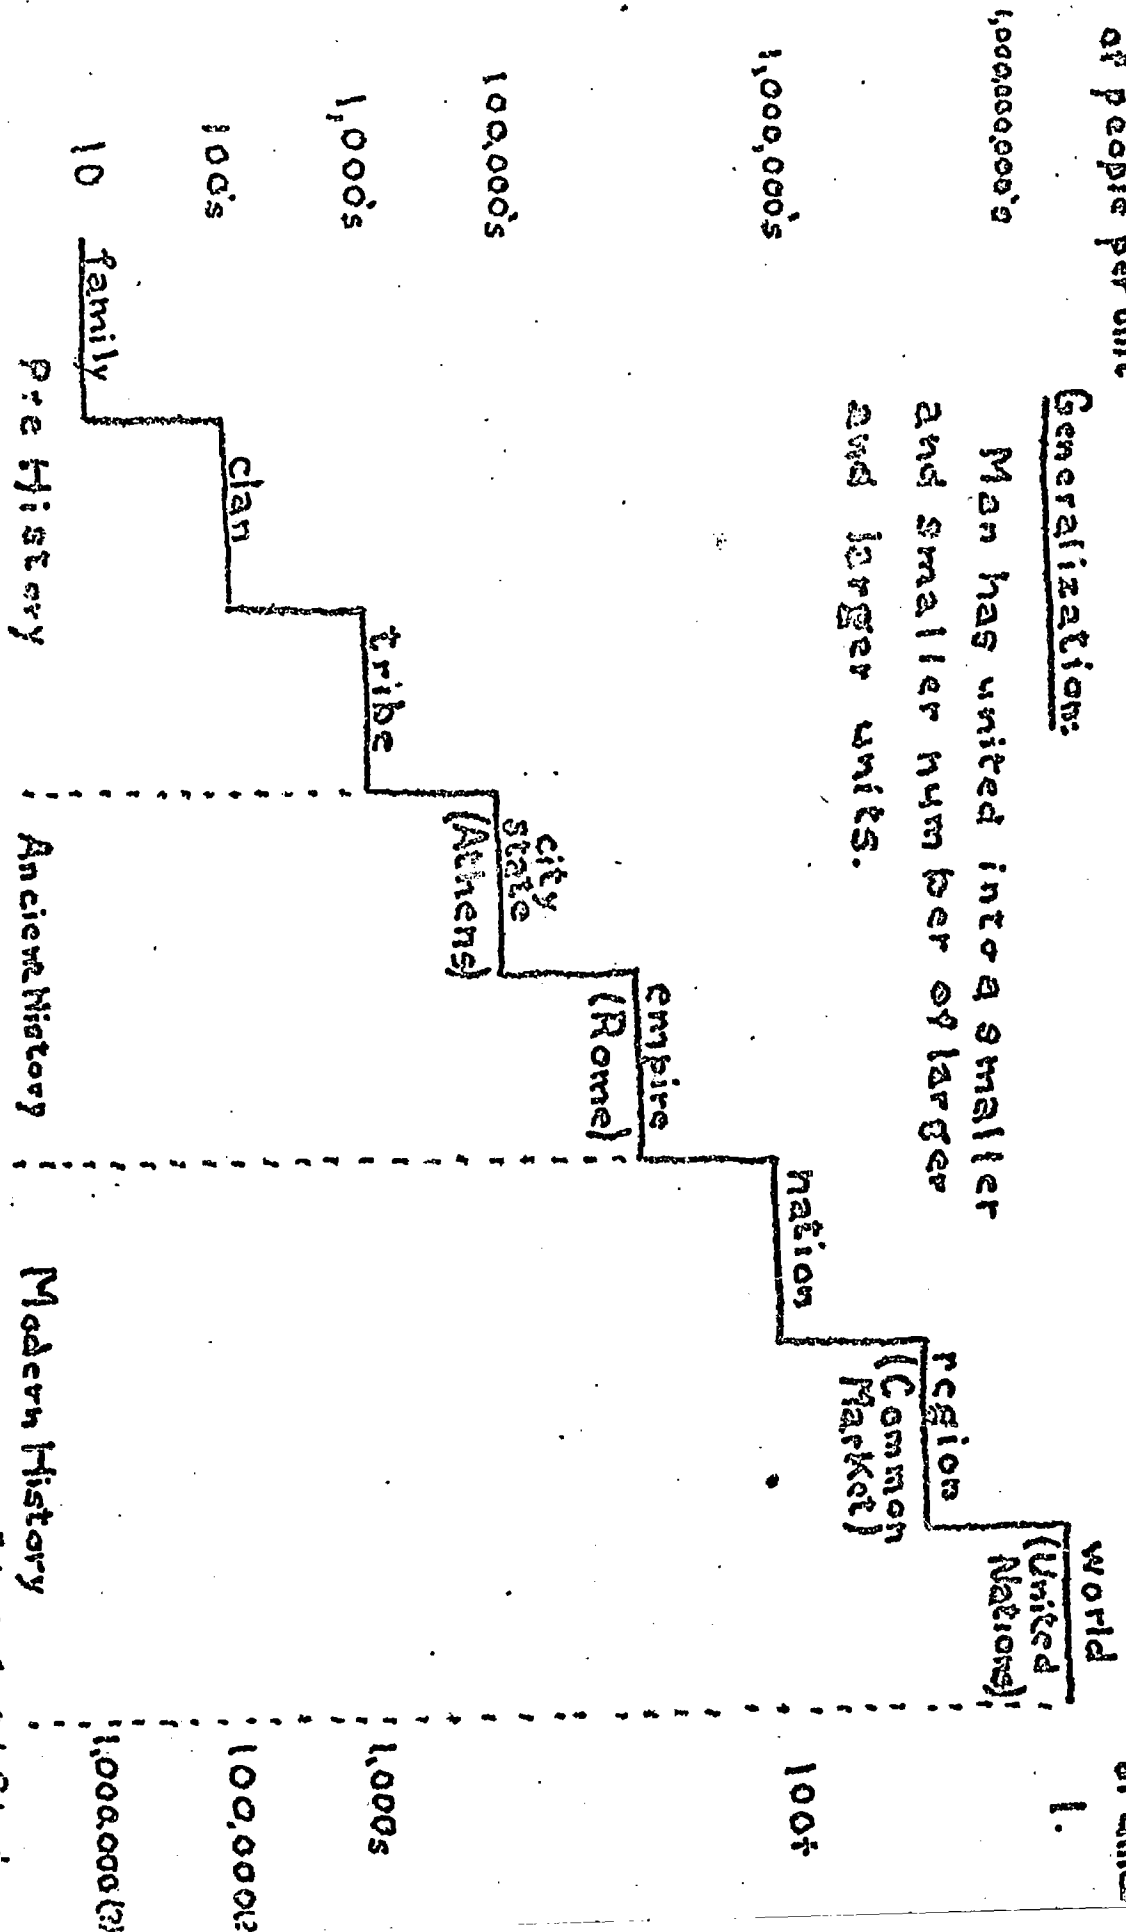 of people per unit
1,000,000,000's
Generalization:
Man has united into a smaller
and smaller number of larger
and larger units.
1,000,000's
100,000's
1,000's
100's
10
family
clan
tribe
city
state
(Athens)
empire
(Rome)
nation
region
(Common
Market)
world
(United
Nations)
1.
100+
1,000s
100,000(?
1,000,000(?)
Pre History
Ancient History
Modern History